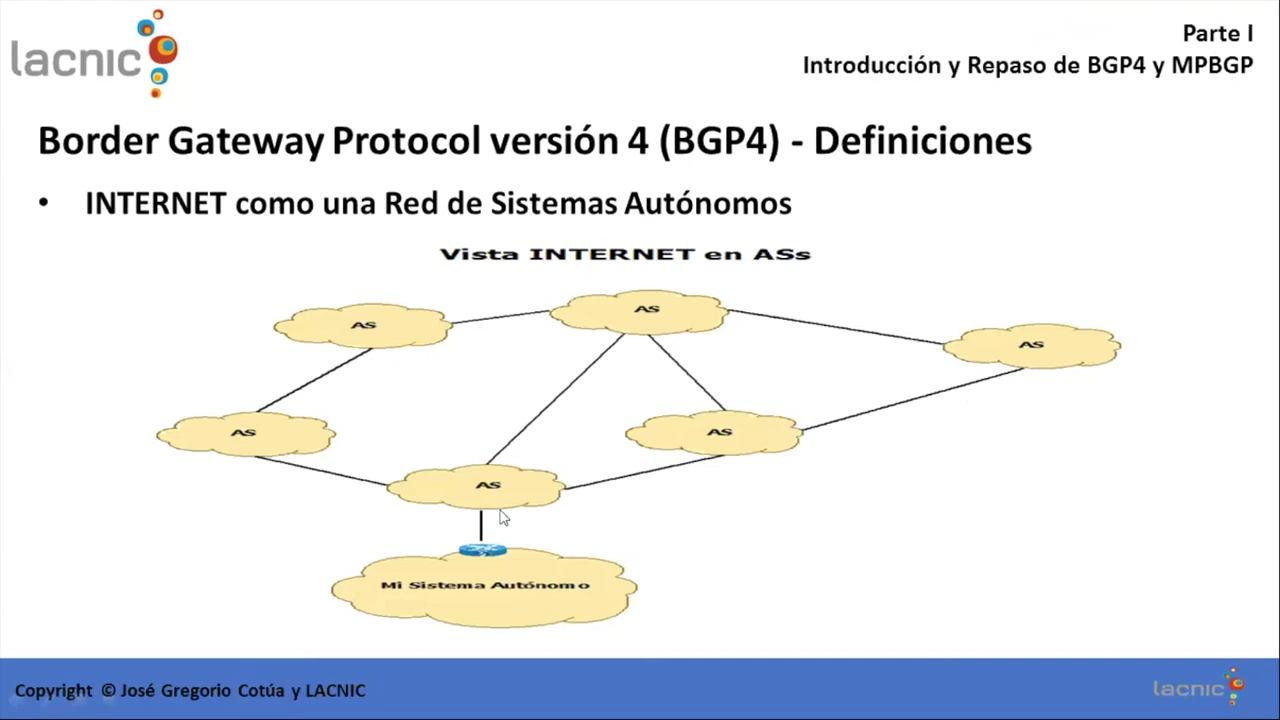 lacnic
Parte I
Introducción y Repaso de BGP4 y MPBGP
Border Gateway Protocol versión 4 (BGP4) - Definiciones
• INTERNET como una Red de Sistemas Autónomos
Vista INTERNET en ASs
AS
AS
AS
AS
AS
AS
Mi Sistema Autónomo
Copyright © José Gregorio Cotúa y LACNIC
lacnic